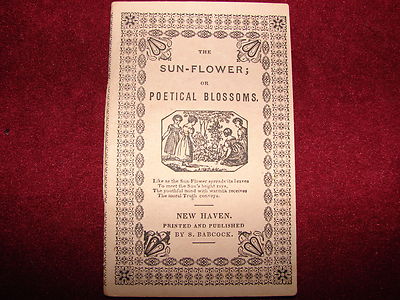 THE
SUN-FLOWER;
OR
POETICAL BLOSSOMS.
Like as the Sun-Flower spreads its leaves
To meet the Sun's bright rays,
The youthful mind with warmth receives
The moral Truth conveys.
NEW HAVEN.
PRINTED AND PUBLISHED
BY S. BABCOCK.